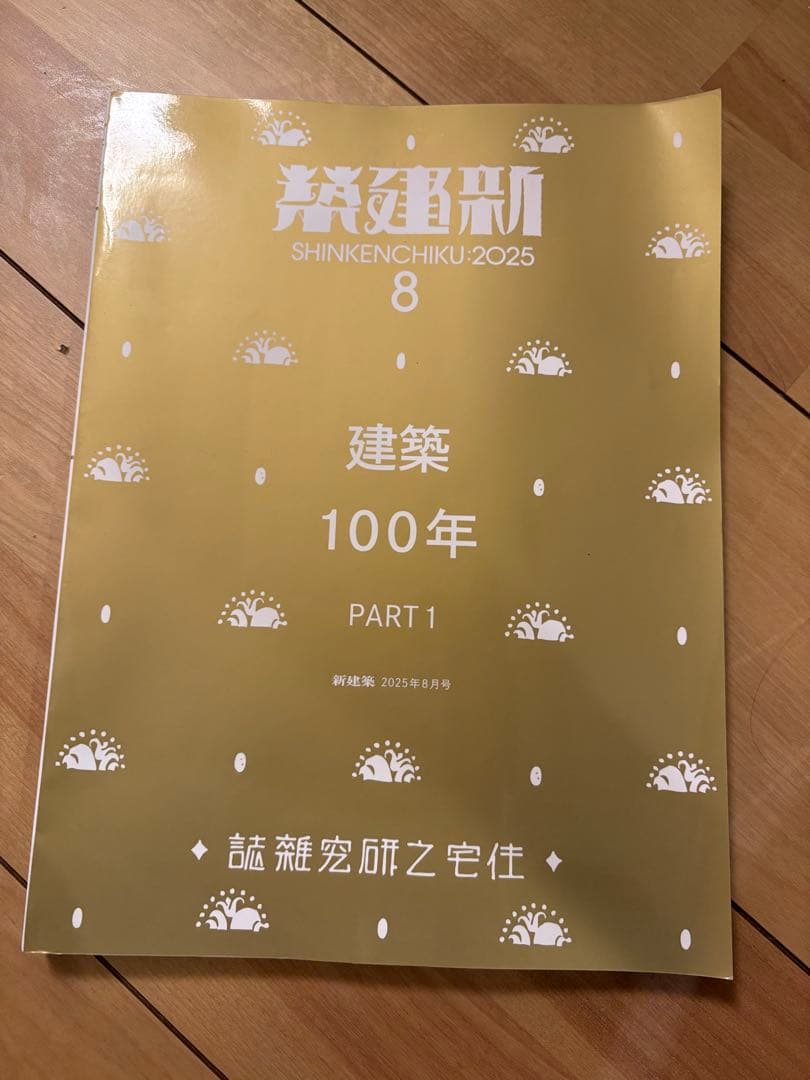 新建築
SHINKENCHIKU:2025
8
建築
100年
PART 1
新建築 2025年8月号
住宅之研究雜誌